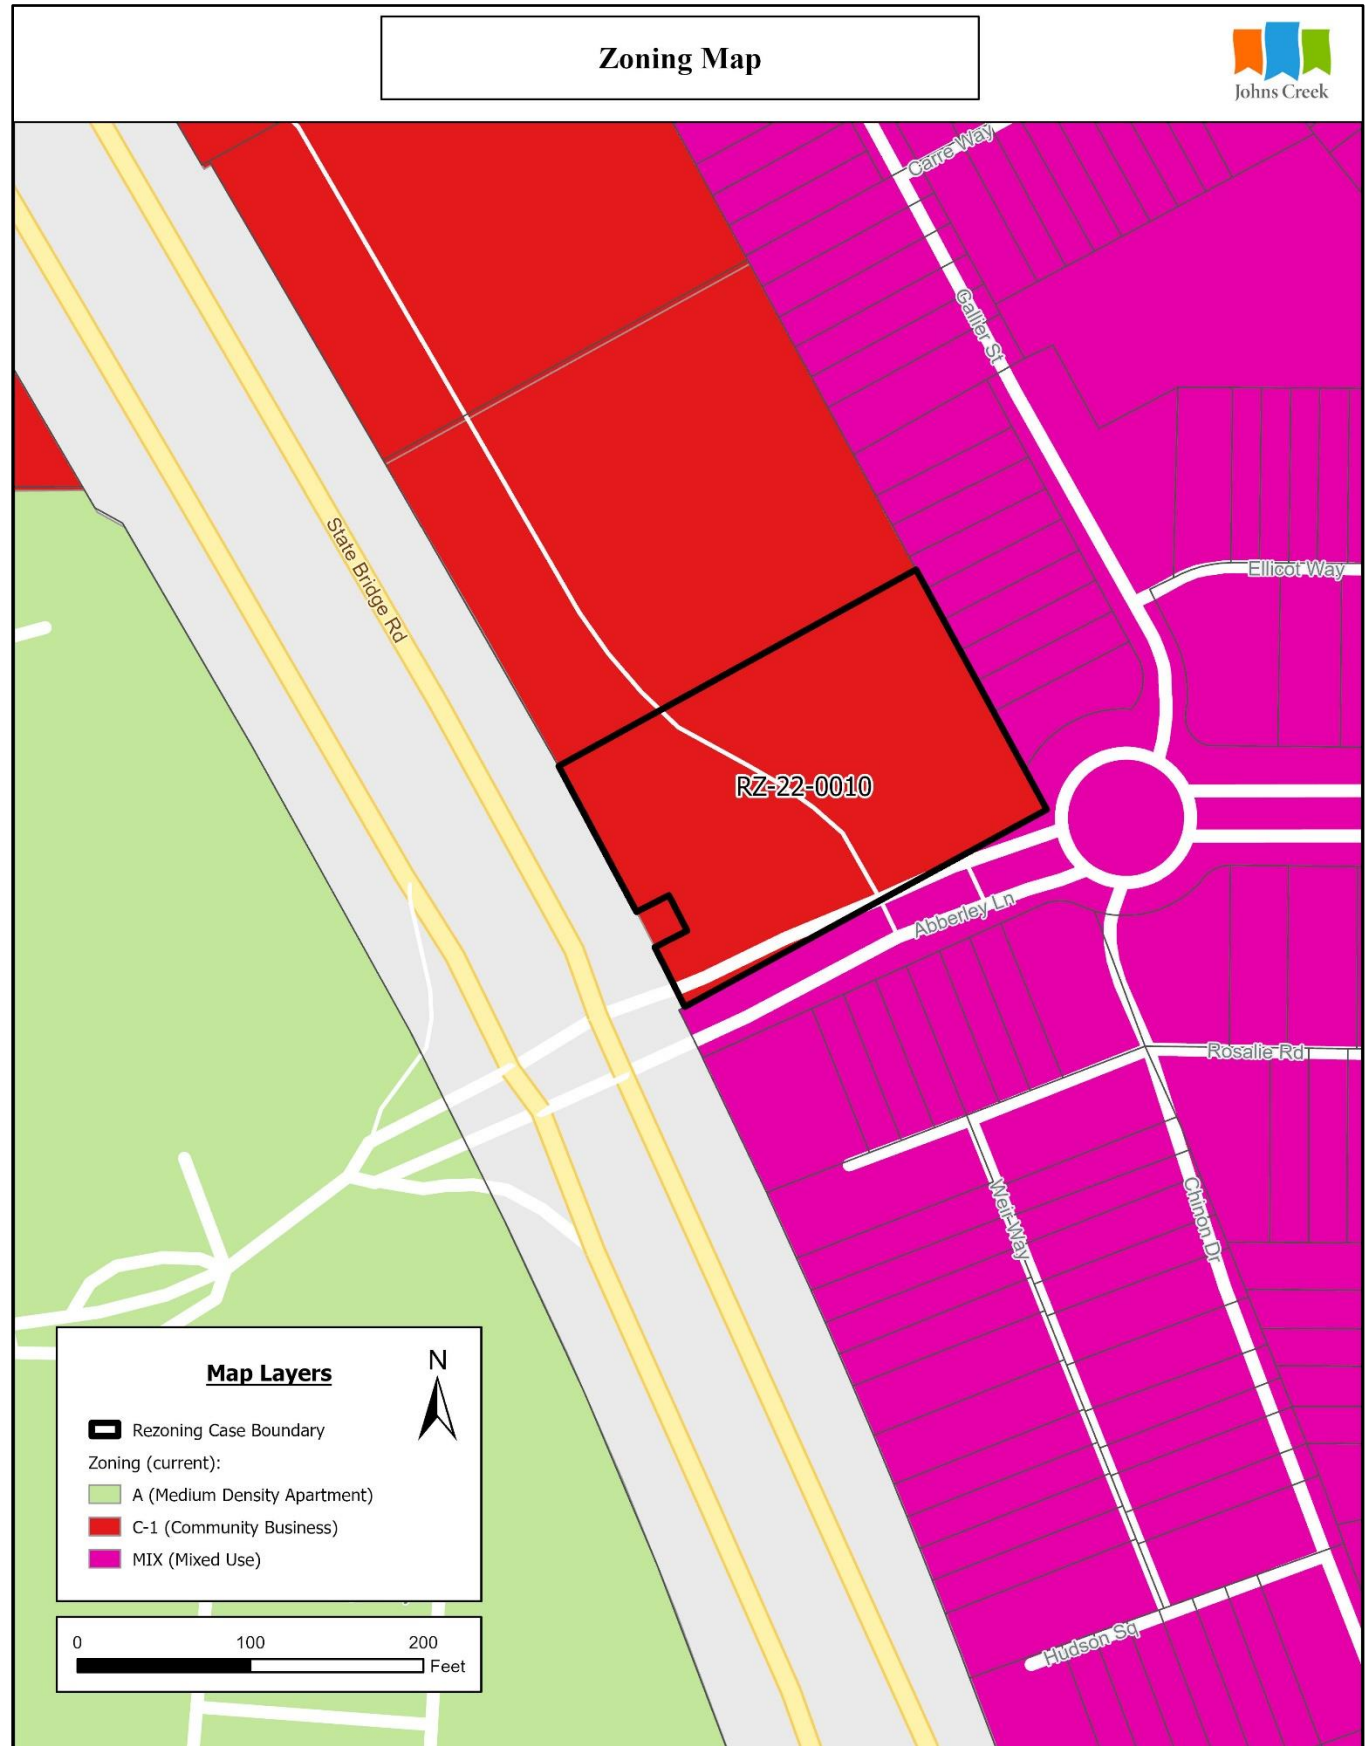 Zoning Map
Johns Creek
Carre Way
Gallier St
State Bridge Rd
Ellicot Way
RZ-22-0010
Abberley Ln
Rosalie Rd
Weir Way
Chinon Dr
Hudson Sq
Map Layers
N
Rezoning Case Boundary
Zoning (current):
A (Medium Density Apartment)
C-1 (Community Business)
MIX (Mixed Use)
0 100 200
Feet